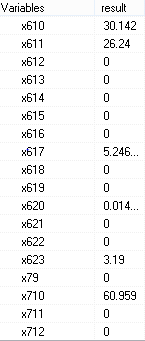 Variables result
x610 30.142
x611 26.24
x612 0
x613 0
x614 0
x615 0
x616 0
x617 5.246...
x618 0
x619 0
x620 0.014...
x621 0
x622 0
x623 3.19
x79 0
x710 60.959
x711 0
x712 0